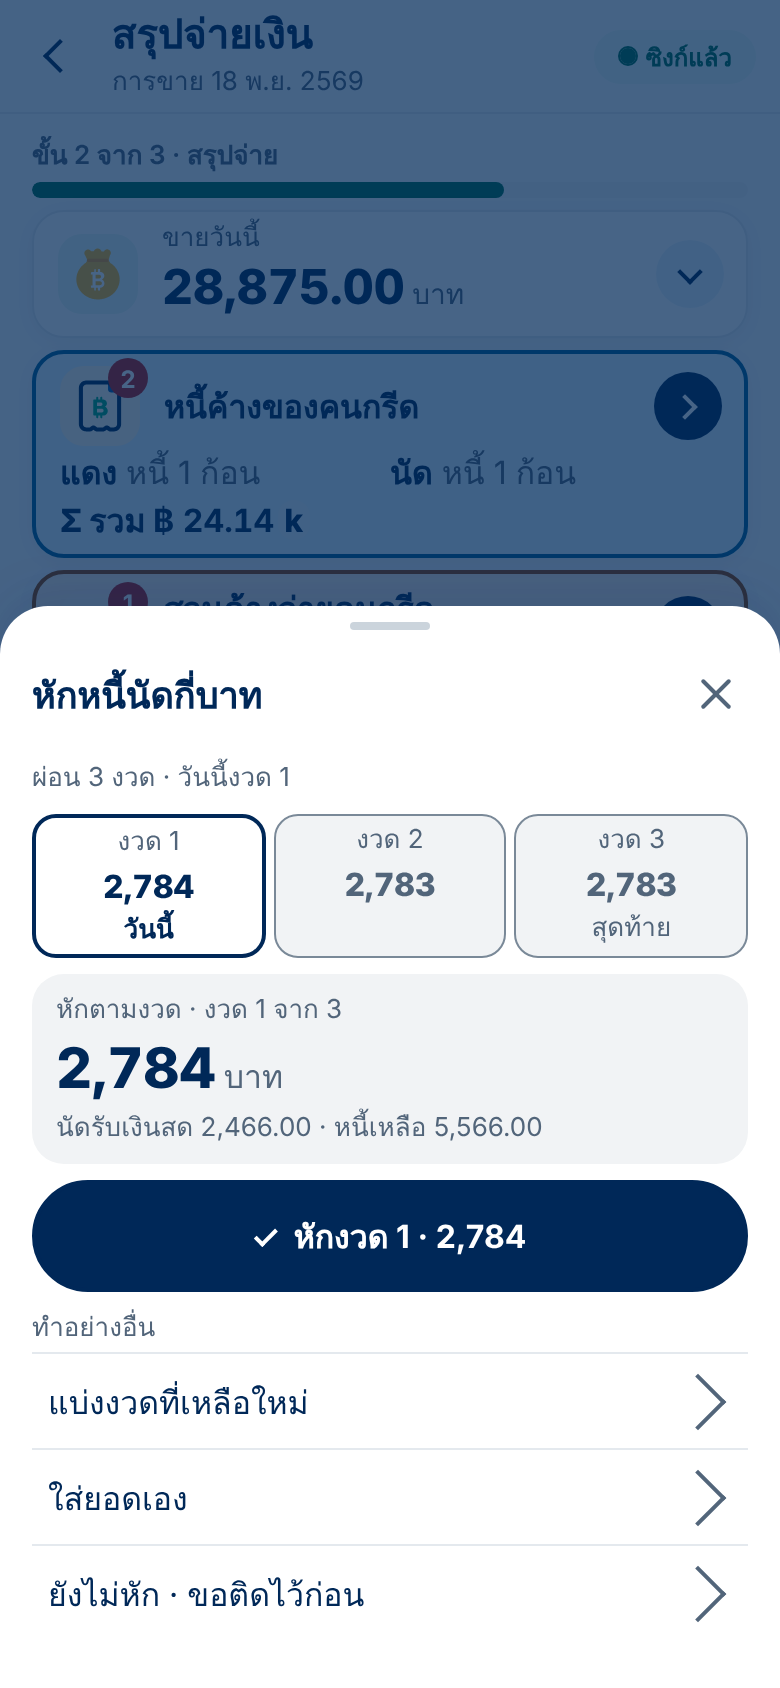 สรุปจ่ายเงิน
การขาย 18 พ.ย. 2569
ซิงก์แล้ว
ขั้น 2 จาก 3 · สรุปจ่าย
ขายวันนี้
28,875.00 บาท
2
หนี้ค้างของคนกรีด
แดง หนี้ 1 ก้อน
นัด หนี้ 1 ก้อน
Σ รวม ฿ 24.14 k
1
หักหนี้นัดกี่บาท
ผ่อน 3 งวด · วันนี้งวด 1
งวด 1
2,784
วันนี้
งวด 2
2,783
งวด 3
2,783
สุดท้าย
หักตามงวด · งวด 1 จาก 3
2,784 บาท
นัดรับเงินสด 2,466.00 · หนี้เหลือ 5,566.00
หักงวด 1 · 2,784
ทำอย่างอื่น
แบ่งงวดที่เหลือใหม่
ใส่ยอดเอง
ยังไม่หัก · ขอติดไว้ก่อน